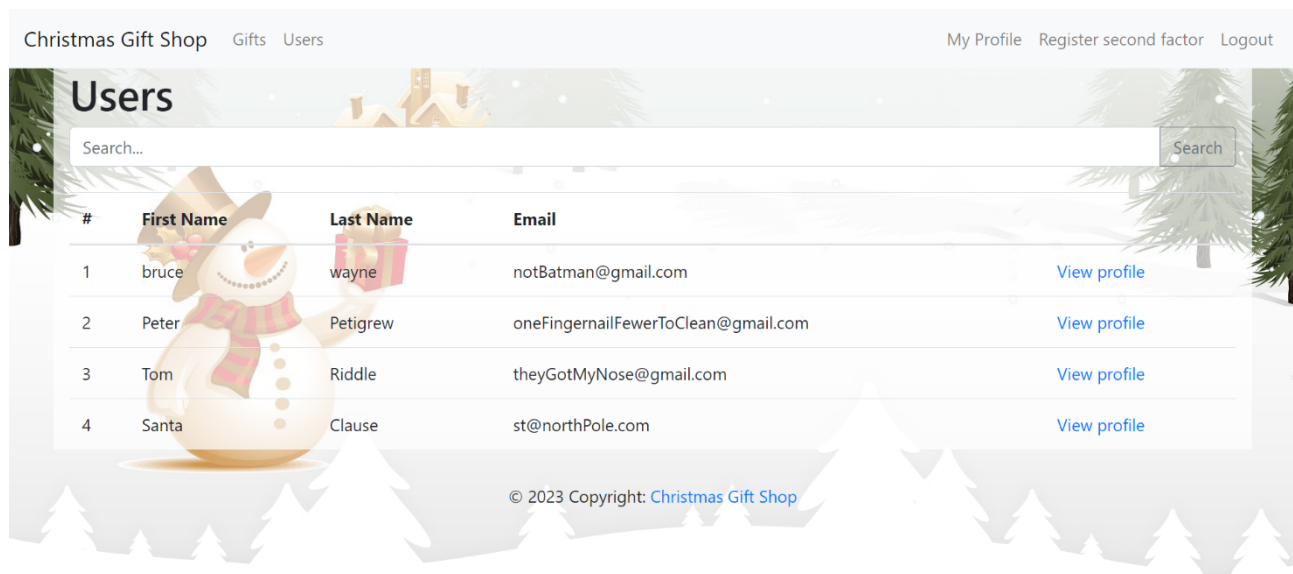 Christmas Gift Shop Gifts Users My Profile Register second factor Logout
Users
Search... Search
# First Name Last Name Email
1 bruce wayne notBatman@gmail.com View profile
2 Peter Petigrew oneFingernailFewerToClean@gmail.com View profile
3 Tom Riddle theyGotMyNose@gmail.com View profile
4 Santa Clause st@northPole.com View profile
© 2023 Copyright: Christmas Gift Shop